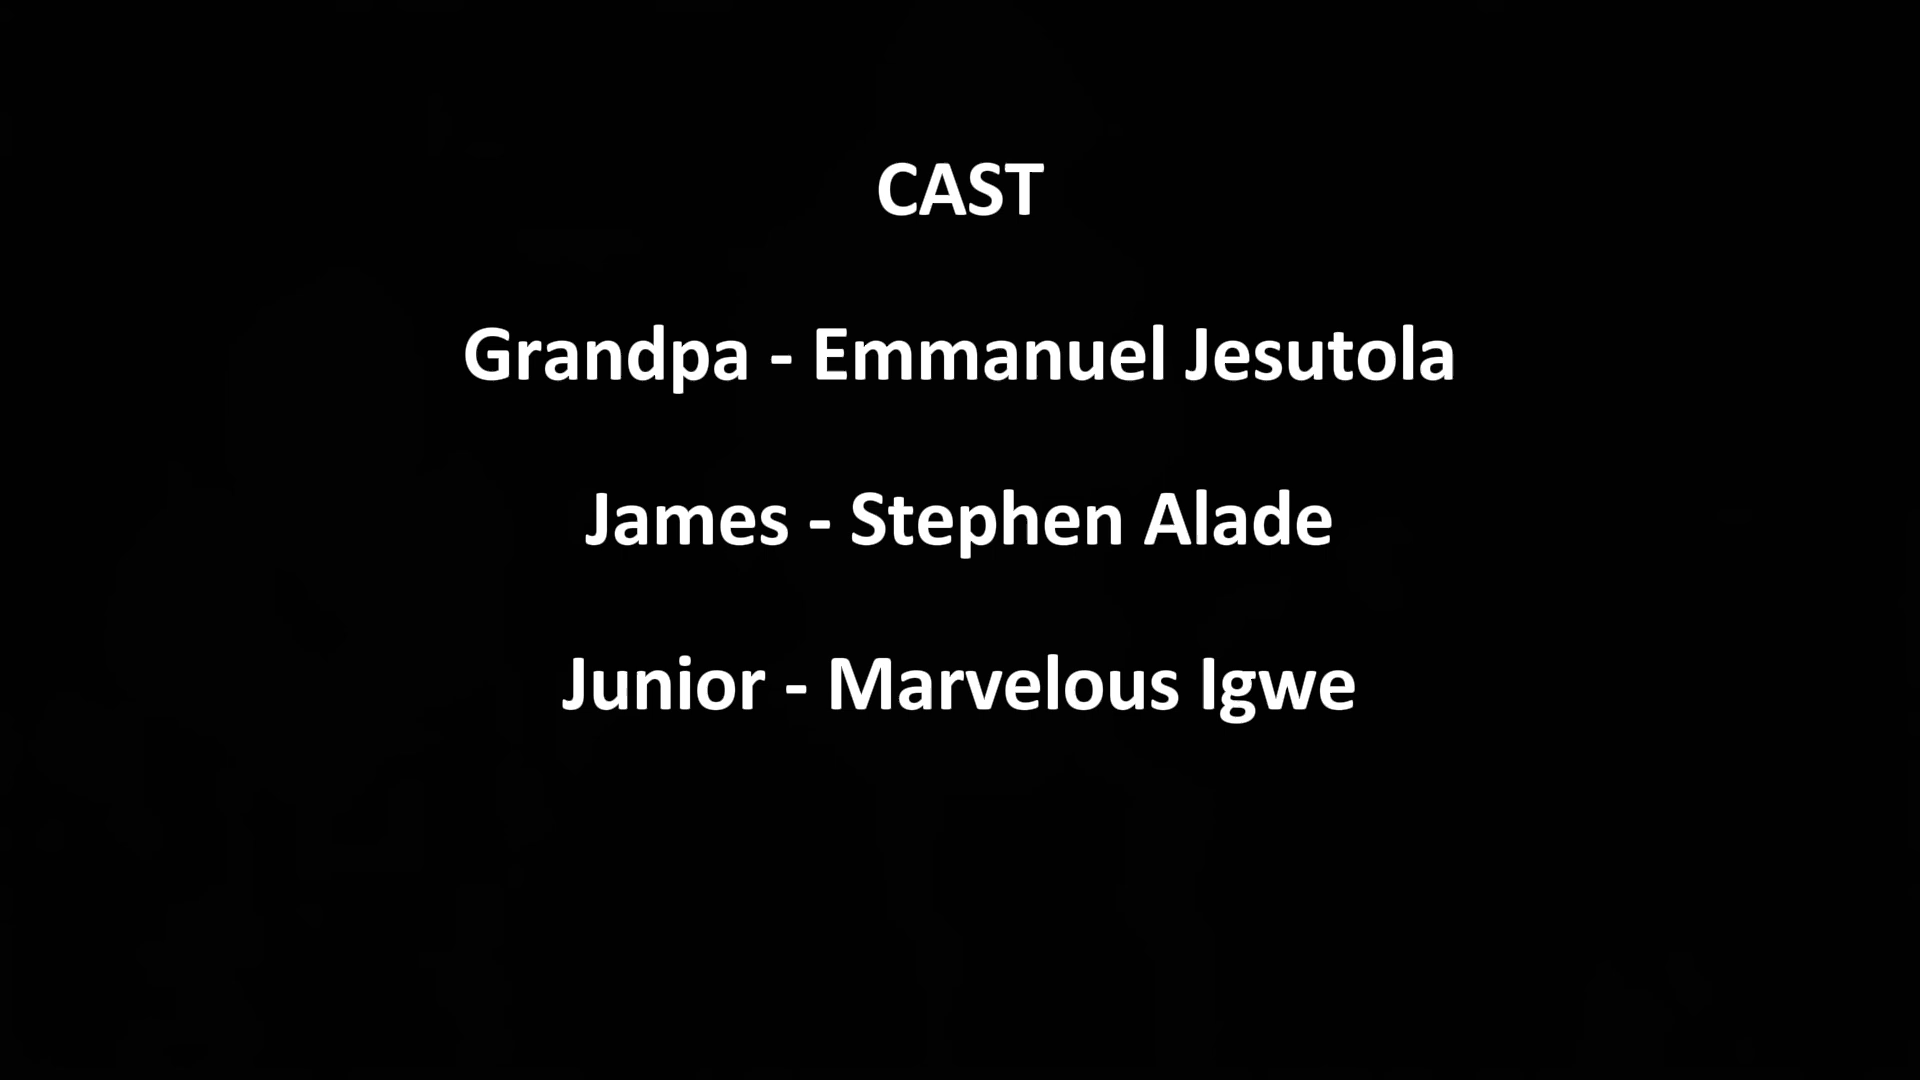 CAST
Grandpa - Emmanuel Jesutola
James - Stephen Alade
Junior - Marvelous Igwe